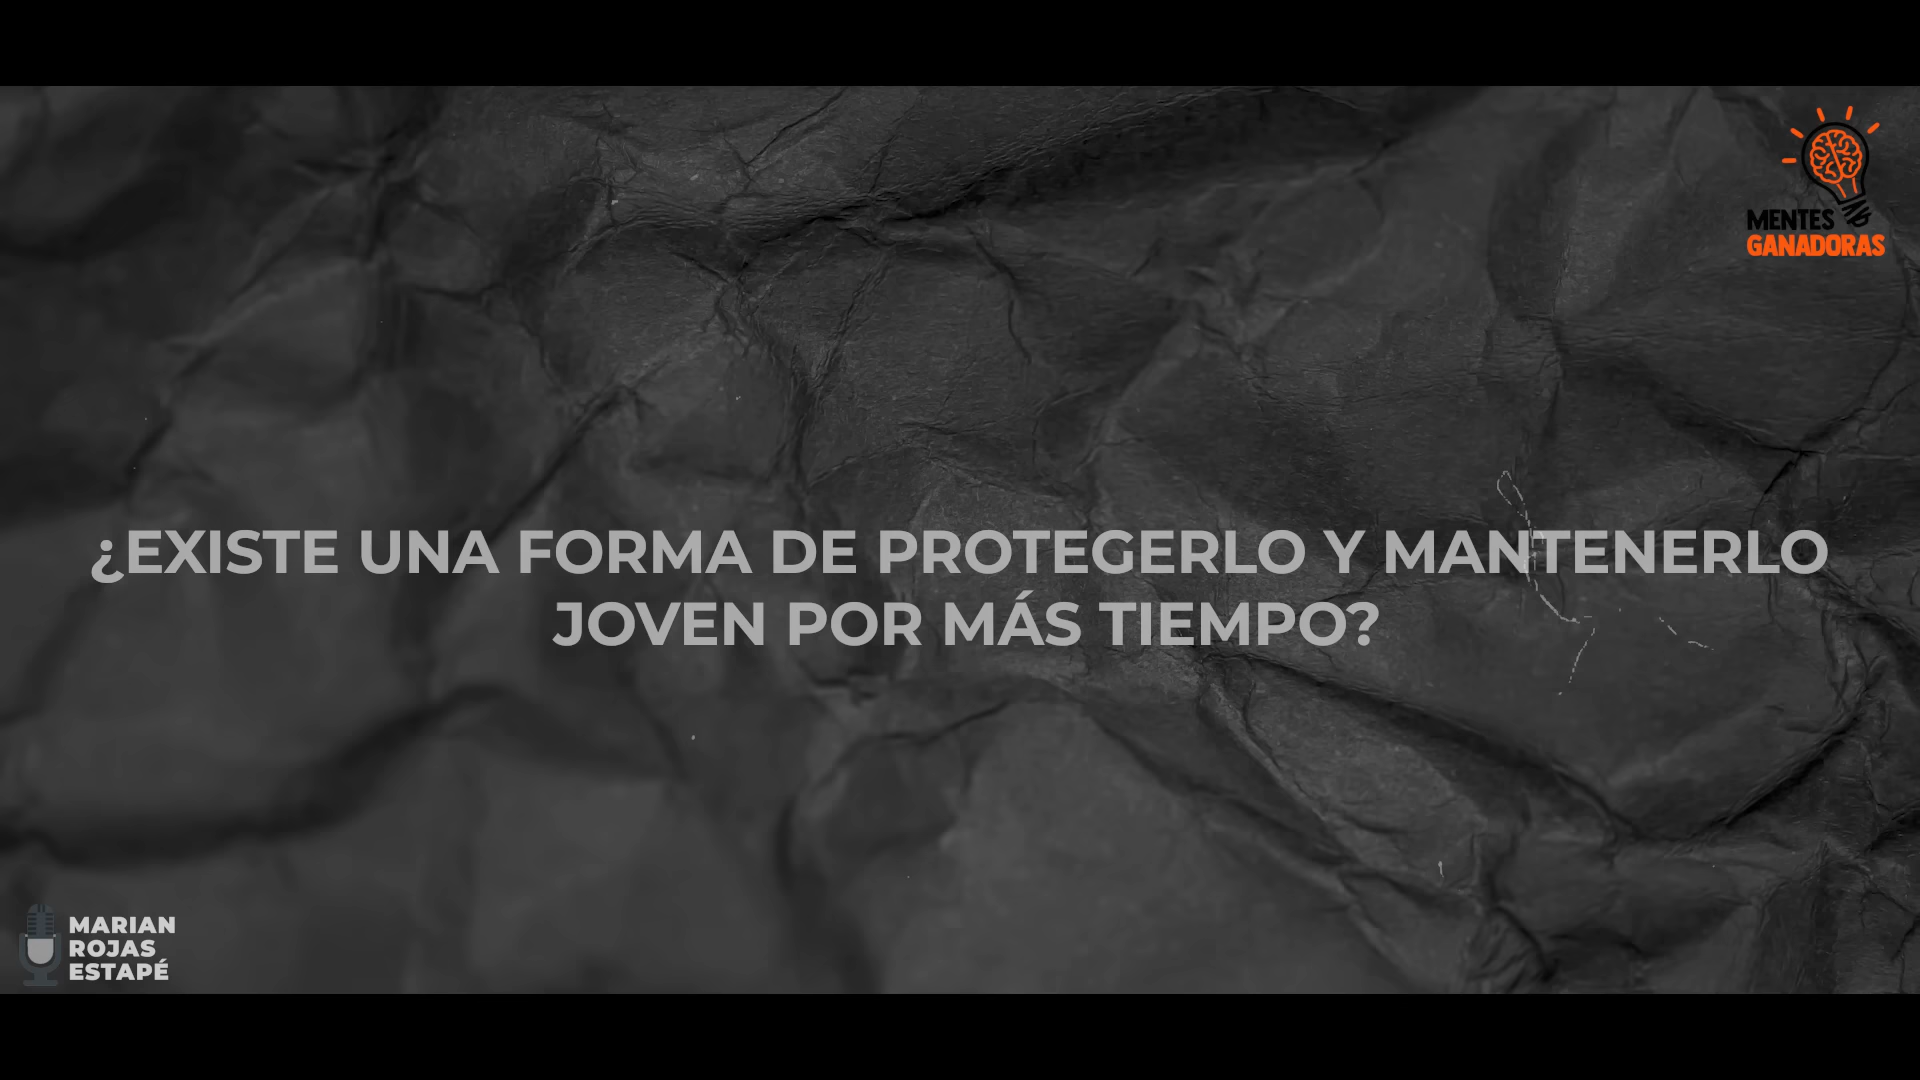 MENTES
GANADORAS
¿EXISTE UNA FORMA DE PROTEGERLO Y MANTENERLO
JOVEN POR MÁS TIEMPO?
MARIAN
ROJAS
ESTAPÉ